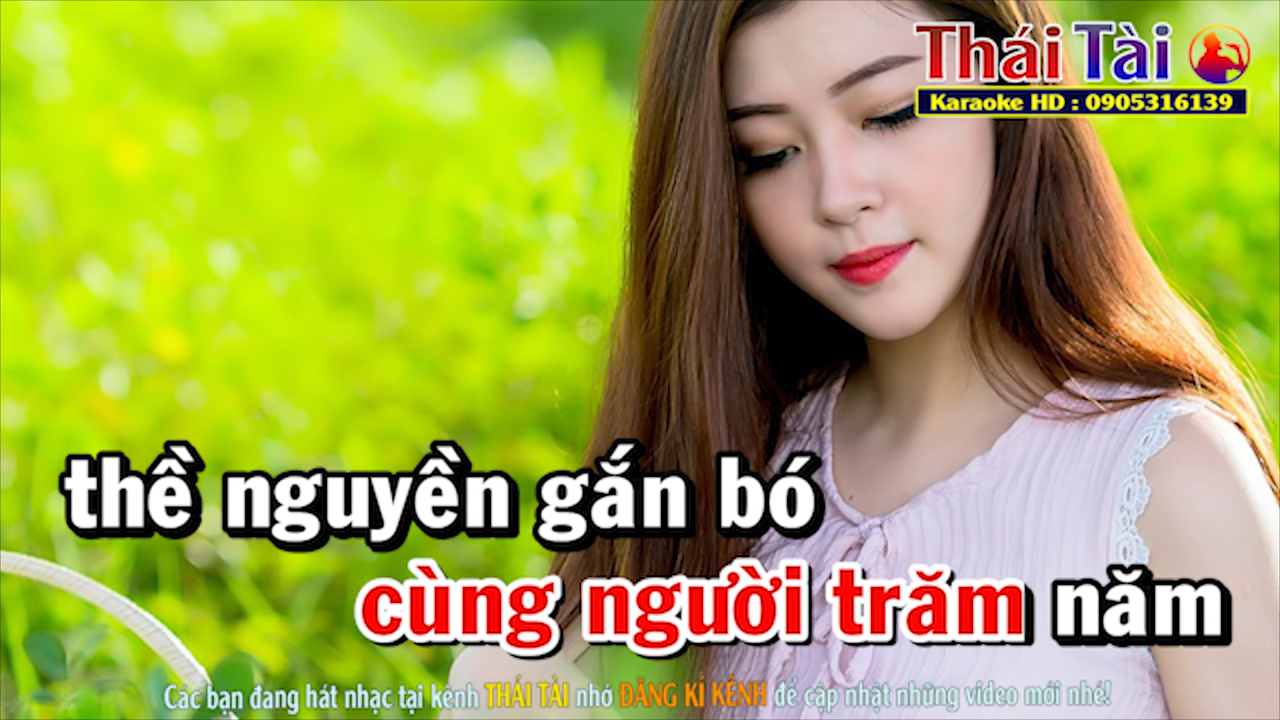 Thái Tài
Karaoke HD : 0905316139
thề nguyền gắn bó
cùng người trăm năm
Các bạn đang hát nhạc tại kênh THÁI TÀI nhớ ĐĂNG KÍ KÊNH để cập nhật những video mới nhé!